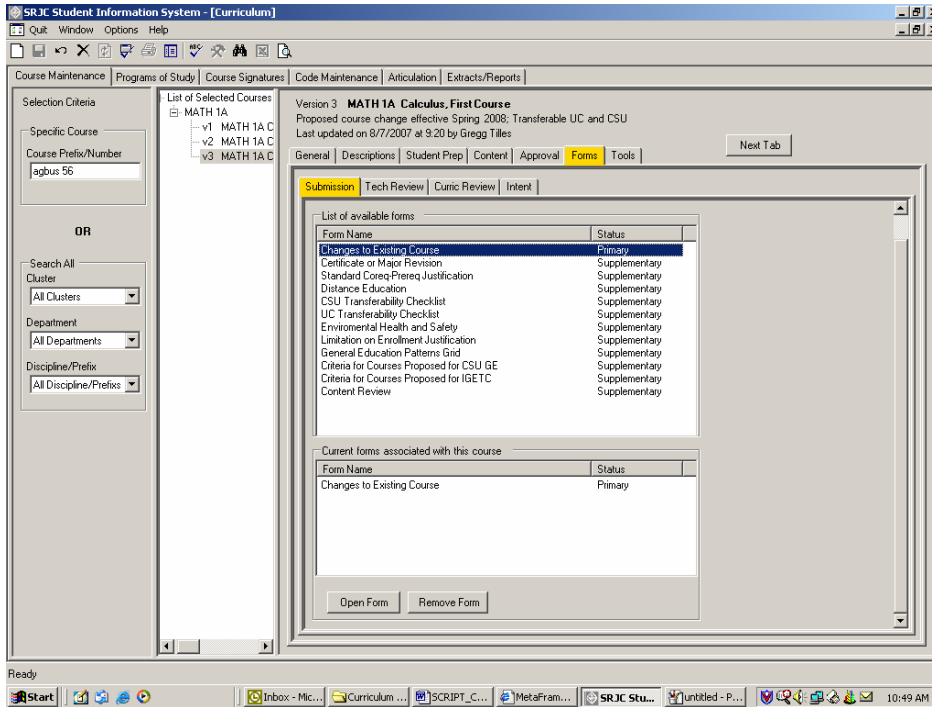 SRJC Student Information System - [Curriculum]
Quit Window Options Help
Course Maintenance Programs of Study Course Signatures Code Maintenance Articulation Extracts/Reports
Selection Criteria
Specific Course
Course Prefix/Number
agbus 56
OR
Search All
Cluster
All Clusters
Department
All Departments
Discipline/Prefix
All Discipline/Prefixs
List of Selected Courses
MATH 1A
v1 MATH 1A C
v2 MATH 1A C
v3 MATH 1A C
Version 3 MATH 1A Calculus, First Course
Proposed course change effective Spring 2008; Transferable UC and CSU
Last updated on 8/7/2007 at 9:20 by Gregg Tilles
Next Tab
General Descriptions Student Prep Content Approval Forms Tools
Submission Tech Review Curric Review Intent
List of available forms
Form Name Status
Changes to Existing Course Primary
Certificate or Major Revision Supplementary
Standard Coreq-Prereq Justification Supplementary
Distance Education Supplementary
CSU Transferability Checklist Supplementary
UC Transferability Checklist Supplementary
Enviromental Health and Safety Supplementary
Limitation on Enrollment Justification Supplementary
General Education Patterns Grid Supplementary
Criteria for Courses Proposed for CSU GE Supplementary
Criteria for Courses Proposed for IGETC Supplementary
Content Review Supplementary
Current forms associated with this course
Form Name Status
Changes to Existing Course Primary
Open Form Remove Form
Ready
Start Inbox - Mic... Curriculum ... SCRIPT_C... MetaFram... SRJC Stu... untitled - P... 10:49 AM